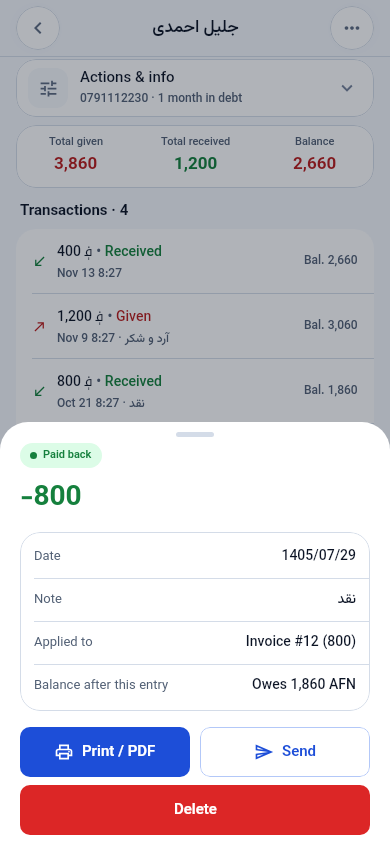 جلیل احمدی
Actions & info
0791112230 · 1 month in debt
Total given
Total received
Balance
3,860
1,200
2,660
Transactions · 4
400 ؋ • Received
Nov 13 8:27
Bal. 2,660
1,200 ؋ • Given
Nov 9 8:27 · آرد و شکر
Bal. 3,060
800 ؋ • Received
Oct 21 8:27 · نقد
Bal. 1,860
Paid back
−800
Date
1405/07/29
Note
نقد
Applied to
Invoice #12 (800)
Balance after this entry
Owes 1,860 AFN
Print / PDF
Send
Delete